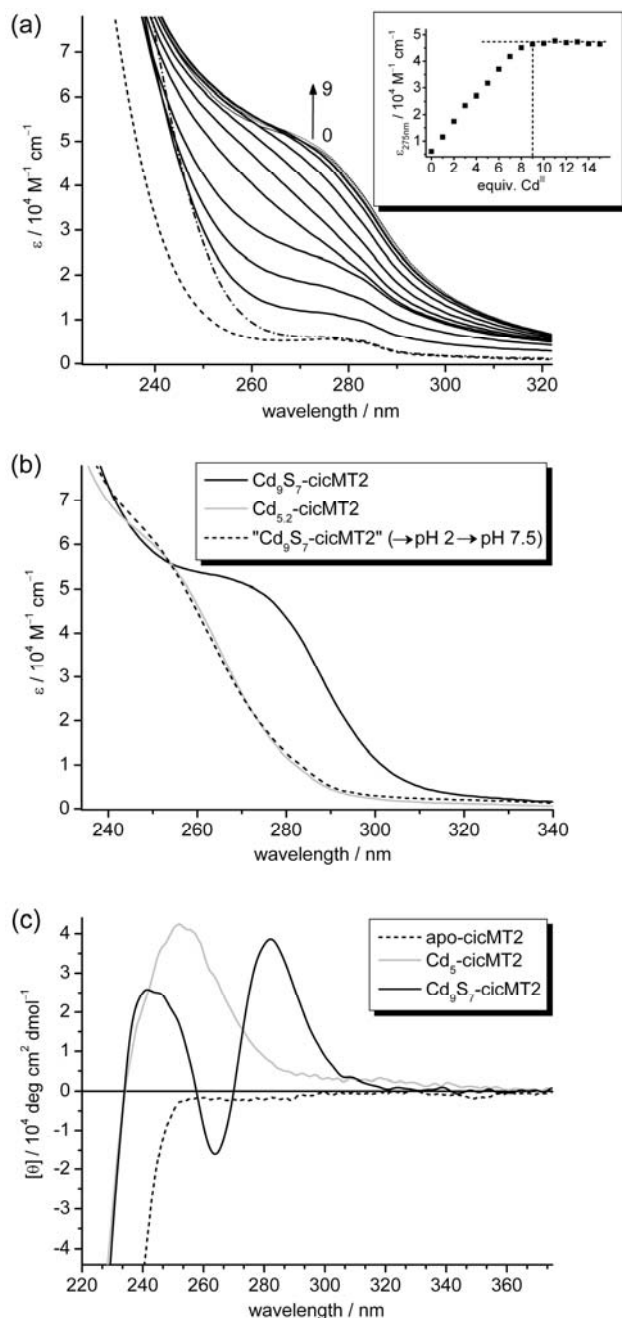 (a)
ε / 10⁴ M⁻¹ cm⁻¹
7
6
5
4
3
2
1
0
9
0
240 260 280 300 320
wavelength / nm
ε₂₇₅ₙₘ / 10⁴ M⁻¹ cm⁻¹
5
4
3
2
1
0 2 4 6 8 10 12 14
equiv. Cdᴵᴵ
(b)
ε / 10⁴ M⁻¹ cm⁻¹
7
6
5
4
3
2
1
0
Cd₉S₇-cicMT2
Cd₅.₂-cicMT2
"Cd₉S₇-cicMT2" (→pH 2→pH 7.5)
240 260 280 300 320 340
wavelength / nm
(c)
[θ] / 10⁴ deg cm² dmol⁻¹
4
3
2
1
0
-1
-2
-3
-4
apo-cicMT2
Cd₅-cicMT2
Cd₉S₇-cicMT2
220 240 260 280 300 320 340 360
wavelength / nm